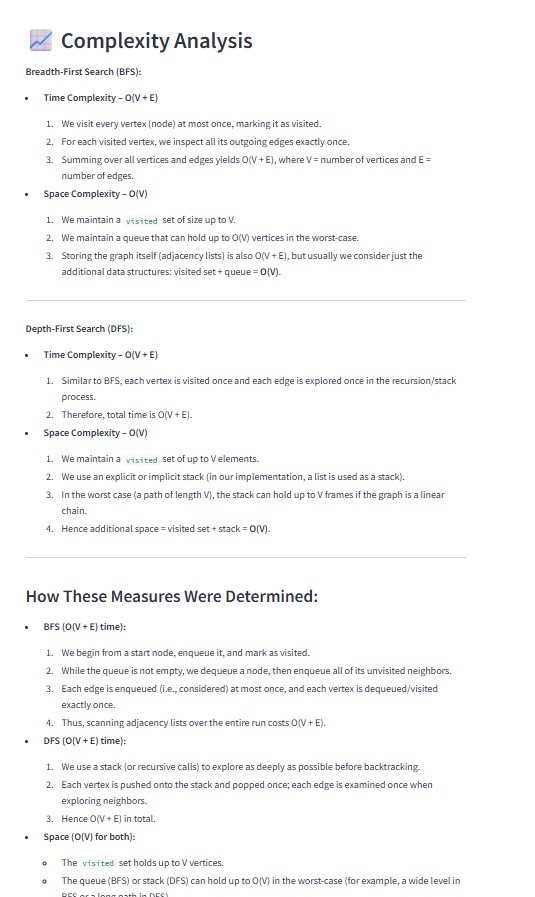 Complexity Analysis
Breadth-First Search (BFS):
• Time Complexity – O(V + E)
1. We visit every vertex (node) at most once, marking it as visited.
2. For each visited vertex, we inspect all its outgoing edges exactly once.
3. Summing over all vertices and edges yields O(V + E), where V = number of vertices and E =
number of edges.
• Space Complexity – O(V)
1. We maintain a visited set of size up to V.
2. We maintain a queue that can hold up to O(V) vertices in the worst-case.
3. Storing the graph itself (adjacency lists) is also O(V + E), but usually we consider just the
additional data structures: visited set + queue = O(V).
Depth-First Search (DFS):
• Time Complexity – O(V + E)
1. Similar to BFS, each vertex is visited once and each edge is explored once in the recursion/stack
process.
2. Therefore, total time is O(V + E).
• Space Complexity – O(V)
1. We maintain a visited set of up to V elements.
2. We use an explicit or implicit stack (in our implementation, a list is used as a stack).
3. In the worst case (a path of length V), the stack can hold up to V frames if the graph is a linear
chain.
4. Hence additional space = visited set + stack = O(V).
How These Measures Were Determined:
• BFS (O(V + E) time):
1. We begin from a start node, enqueue it, and mark as visited.
2. While the queue is not empty, we dequeue a node, then enqueue all of its unvisited neighbors.
3. Each edge is enqueued (i.e., considered) at most once, and each vertex is dequeued/visited
exactly once.
4. Thus, scanning adjacency lists over the entire run costs O(V + E).
• DFS (O(V + E) time):
1. We use a stack (or recursive calls) to explore as deeply as possible before backtracking.
2. Each vertex is pushed onto the stack and popped once; each edge is examined once when
exploring neighbors.
3. Hence O(V + E) in total.
• Space (O(V) for both):
○ The visited set holds up to V vertices.
○ The queue (BFS) or stack (DFS) can hold up to O(V) in the worst-case (for example, a wide level in
BFS or a long path in DFS).